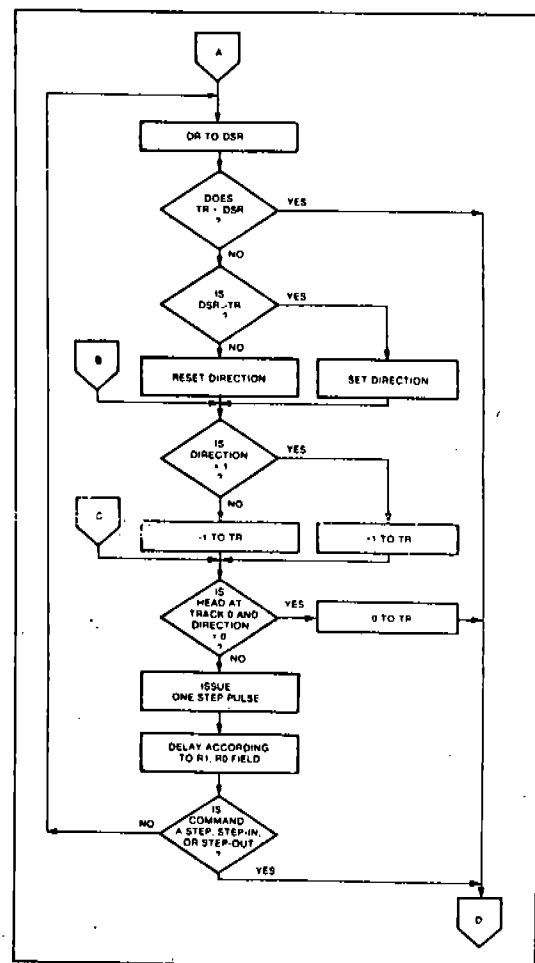 A
DR TO DSR
DOES
TR = DSR
?
YES
NO
IS
DSR>TR
?
YES
NO
B
RESET DIRECTION
SET DIRECTION
IS
DIRECTION
= 1
?
YES
NO
C
-1 TO TR
+1 TO TR
IS
HEAD AT
TRACK 0 AND
DIRECTION
= 0
?
YES
0 TO TR
NO
ISSUE
ONE STEP PULSE
DELAY ACCORDING
TO R1, R0 FIELD
IS
COMMAND
A STEP, STEP-IN,
OR STEP-OUT
?
NO
YES
D